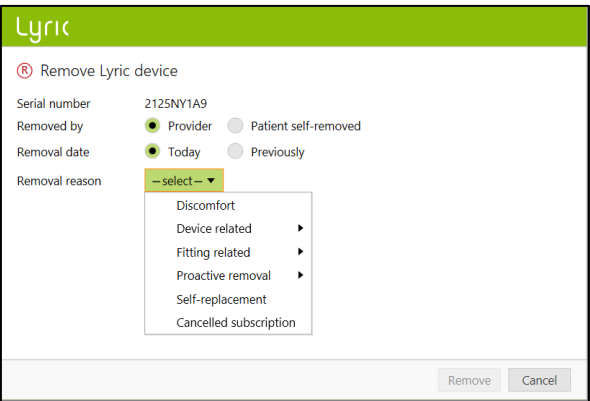 Lyric
R Remove Lyric device
Serial number 2125NY1A9
Removed by Provider Patient self-removed
Removal date Today Previously
Removal reason —select—
Discomfort
Device related
Fitting related
Proactive removal
Self-replacement
Cancelled subscription
Remove Cancel